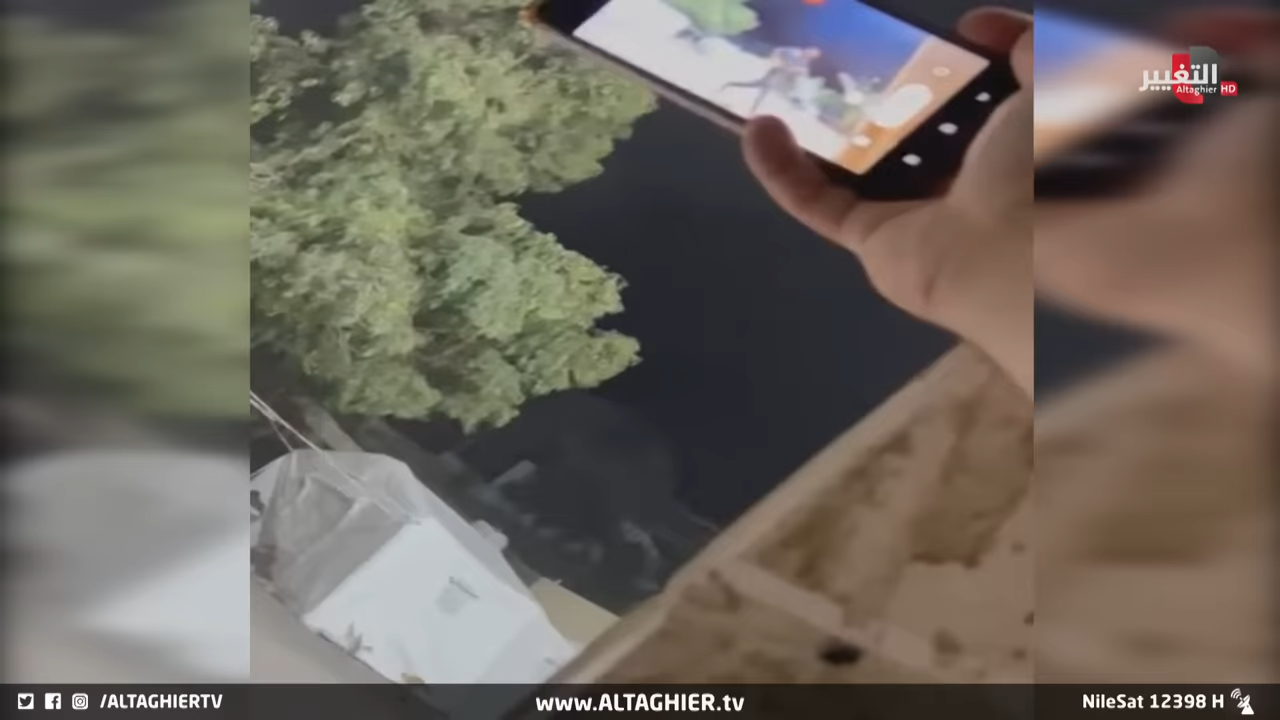 التغيير
Altaghier HD
/ALTAGHIERTV
www.ALTAGHIER.tv
NileSat 12398 H